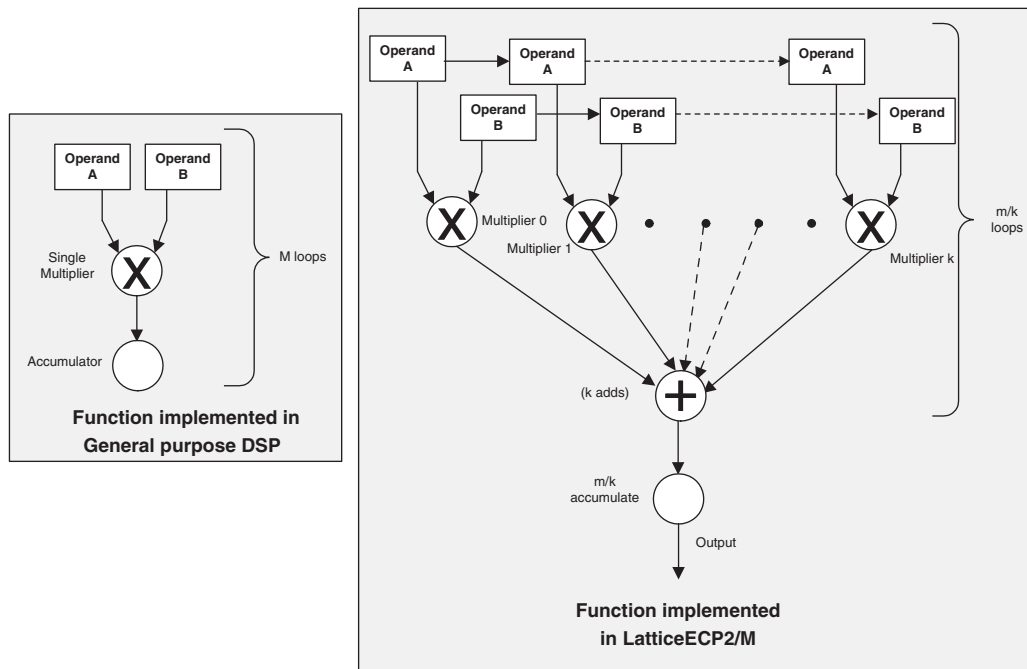 Operand
A
Operand
B
Single
Multiplier
X
M loops
Accumulator
Function implemented in
General purpose DSP
Operand
A
Operand
A
Operand
A
Operand
B
Operand
B
Operand
B
X
Multiplier 0
X
Multiplier 1
X
Multiplier k
m/k
loops
(k adds)
+
m/k
accumulate
Output
Function implemented
in LatticeECP2/M